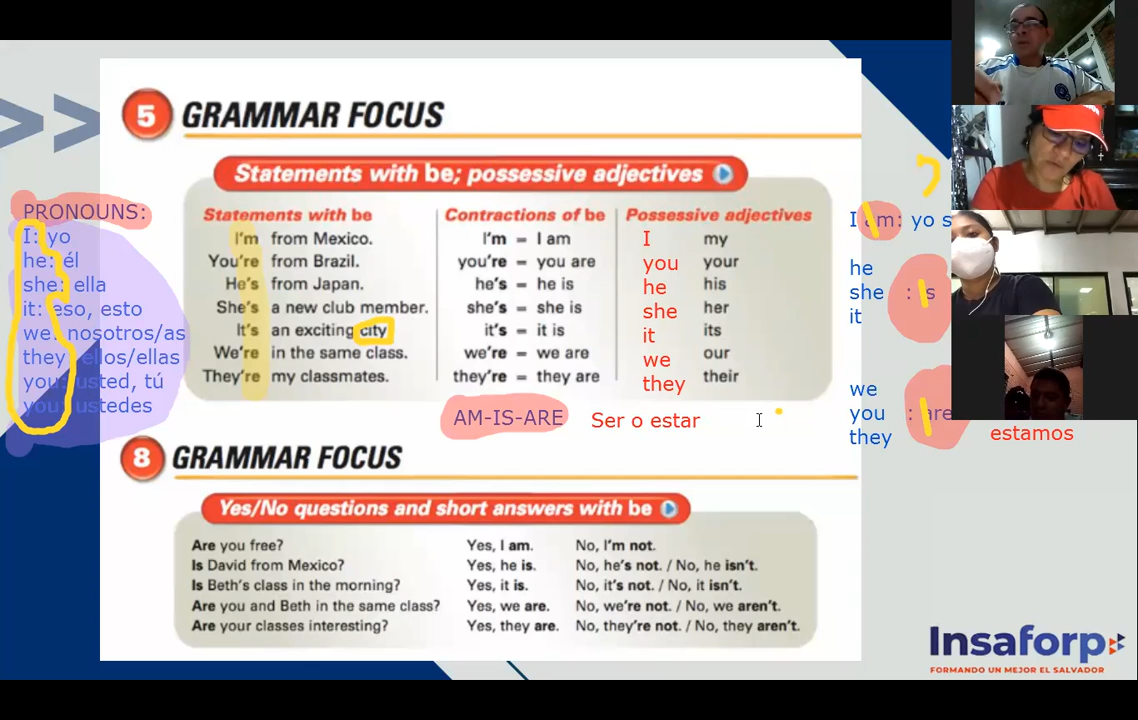 5 GRAMMAR FOCUS
Statements with be; possessive adjectives
Statements with be
I'm from Mexico.
You're from Brazil.
He's from Japan.
She's a new club member.
It's an exciting city
We're in the same class.
They're my classmates.
Contractions of be
I'm = I am
you're = you are
he's = he is
she's = she is
it's = it is
we're = we are
they're = they are
Possessive adjectives
I my
you your
he his
she her
it its
we our
they their
PRONOUNS:
I: yo
he: él
she: ella
it: eso, esto
we: nosotros/as
they ellos/ellas
you: usted, tú
you: ustedes
AM-IS-ARE Ser o estar
?
I am: yo s
he
she : is
it
we
you : are
they
estamos
8 GRAMMAR FOCUS
Yes/No questions and short answers with be
Are you free? Yes, I am. No, I'm not.
Is David from Mexico? Yes, he is. No, he's not. / No, he isn't.
Is Beth's class in the morning? Yes, it is. No, it's not. / No, it isn't.
Are you and Beth in the same class? Yes, we are. No, we're not. / No, we aren't.
Are your classes interesting? Yes, they are. No, they're not. / No, they aren't.
Insaforp
FORMANDO UN MEJOR EL SALVADOR